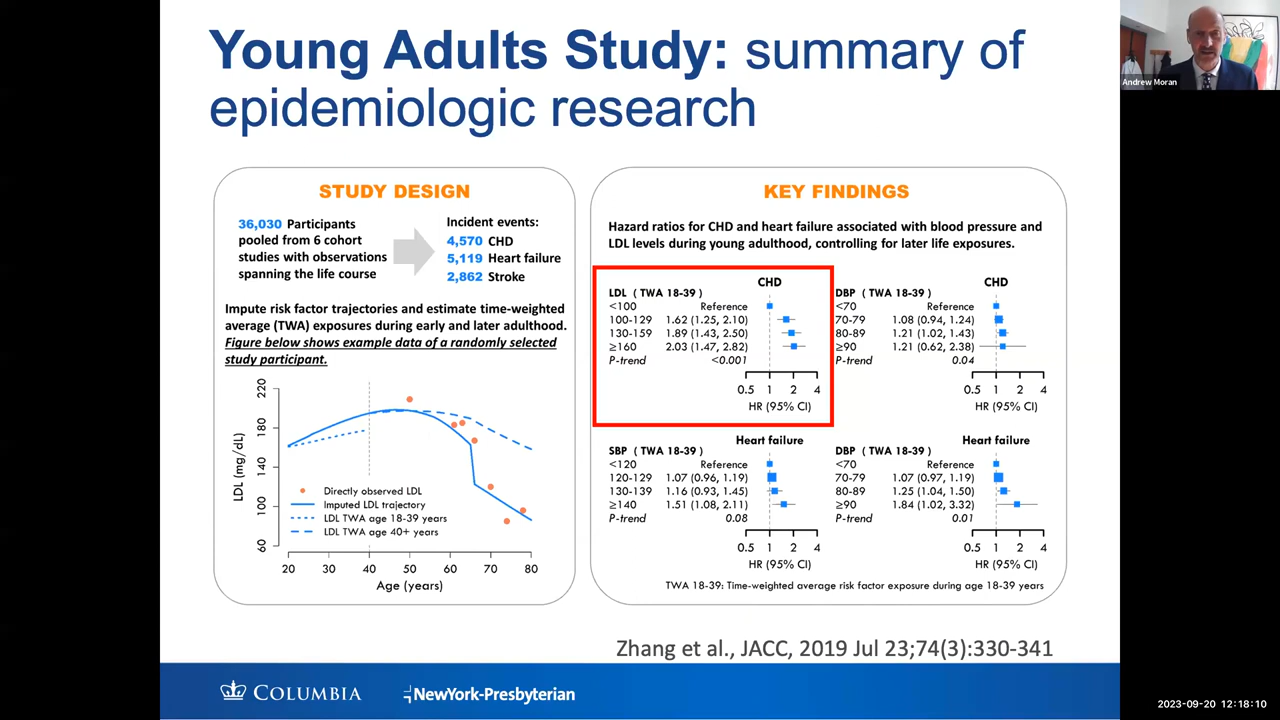 Young Adults Study: summary of
epidemiologic research
Andrew Moran
STUDY DESIGN
36,030 Participants
pooled from 6 cohort
studies with observations
spanning the life course
Incident events:
4,570 CHD
5,119 Heart failure
2,862 Stroke
Impute risk factor trajectories and estimate time-weighted
average (TWA) exposures during early and later adulthood.
Figure below shows example data of a randomly selected
study participant.
LDL (mg/dL)
220
180
140
100
60
Directly observed LDL
Imputed LDL trajectory
LDL TWA age 18-39 years
LDL TWA age 40+ years
20 30 40 50 60 70 80
Age (years)
KEY FINDINGS
Hazard ratios for CHD and heart failure associated with blood pressure and
LDL levels during young adulthood, controlling for later life exposures.
CHD
LDL ( TWA 18-39 )
<100 Reference
100-129 1.62 (1.25, 2.10)
130-159 1.89 (1.43, 2.50)
≥160 2.03 (1.47, 2.82)
P-trend <0.001
0.5 1 2 4
HR (95% CI)
CHD
DBP ( TWA 18-39 )
<70 Reference
70-79 1.08 (0.94, 1.24)
80-89 1.21 (1.02, 1.43)
≥90 1.21 (0.62, 2.38)
P-trend 0.04
0.5 1 2 4
HR (95% CI)
Heart failure
SBP ( TWA 18-39 )
<120 Reference
120-129 1.07 (0.96, 1.19)
130-139 1.16 (0.93, 1.45)
≥140 1.51 (1.08, 2.11)
P-trend 0.08
0.5 1 2 4
HR (95% CI)
Heart failure
DBP ( TWA 18-39 )
<70 Reference
70-79 1.07 (0.97, 1.19)
80-89 1.25 (1.04, 1.50)
≥90 1.84 (1.02, 3.32)
P-trend 0.01
0.5 1 2 4
HR (95% CI)
TWA 18-39: Time-weighted average risk factor exposure during age 18-39 years
Zhang et al., JACC, 2019 Jul 23;74(3):330-341
COLUMBIA
NewYork-Presbyterian
2023-09-20 12:18:10